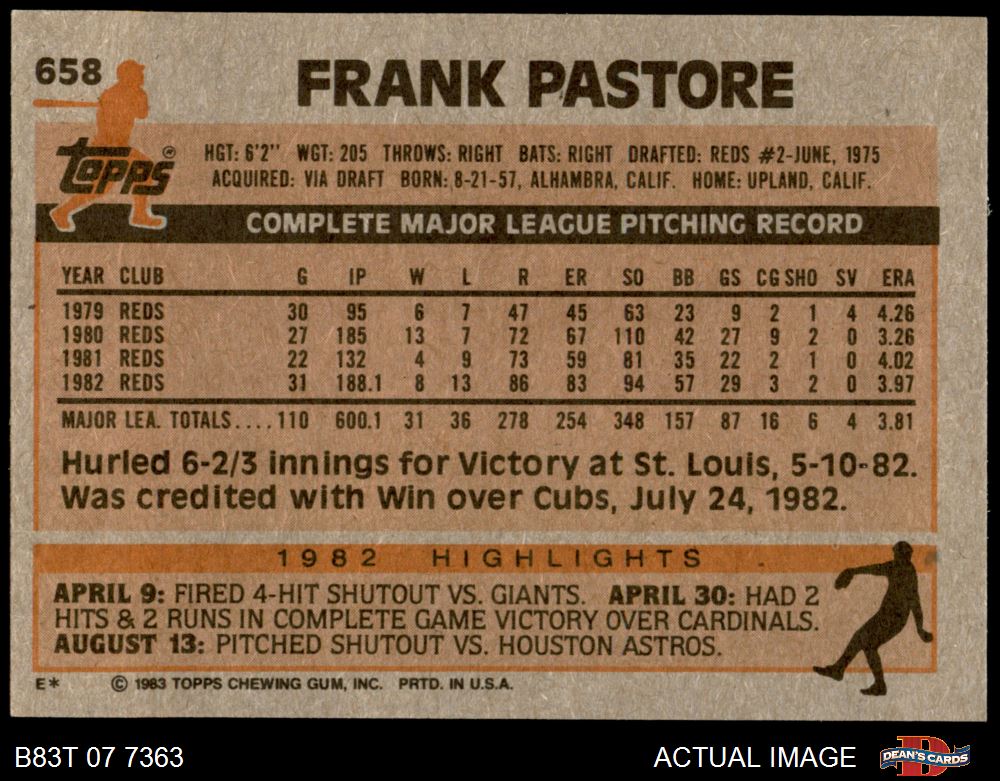 658
FRANK PASTORE
TOPPS®
HGT: 6'2" WGT: 205 THROWS: RIGHT BATS: RIGHT DRAFTED: REDS #2-JUNE, 1975
ACQUIRED: VIA DRAFT BORN: 8-21-57, ALHAMBRA, CALIF. HOME: UPLAND, CALIF.
COMPLETE MAJOR LEAGUE PITCHING RECORD
YEAR CLUB G IP W L R ER SO BB GS CG SHO SV ERA
1979 REDS 30 95 6 7 47 45 63 23 9 2 1 4 4.26
1980 REDS 27 185 13 7 72 67 110 42 27 9 2 0 3.26
1981 REDS 22 132 4 9 73 59 81 35 22 2 1 0 4.02
1982 REDS 31 188.1 8 13 86 83 94 57 29 3 2 0 3.97
MAJOR LEA. TOTALS....110 600.1 31 36 278 254 348 157 87 16 6 4 3.81
Hurled 6-2/3 innings for Victory at St. Louis, 5-10-82.
Was credited with Win over Cubs, July 24, 1982.
1982 HIGHLIGHTS
APRIL 9: FIRED 4-HIT SHUTOUT VS. GIANTS. APRIL 30: HAD 2
HITS & 2 RUNS IN COMPLETE GAME VICTORY OVER CARDINALS.
AUGUST 13: PITCHED SHUTOUT VS. HOUSTON ASTROS.
E* © 1983 TOPPS CHEWING GUM, INC. PRTD. IN U.S.A.
B83T 07 7363 ACTUAL IMAGE DEAN'S CARDS